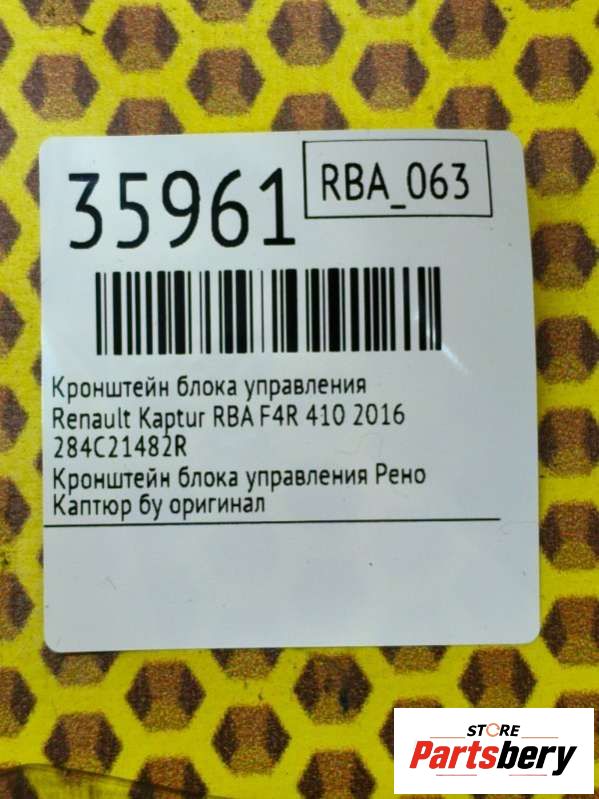 35961
RBA_063
Кронштейн блока управления
Renault Kaptur RBA F4R 410 2016
284C21482R
Кронштейн блока управления Рено
Каптюр бу оригинал
STORE
Partsbery